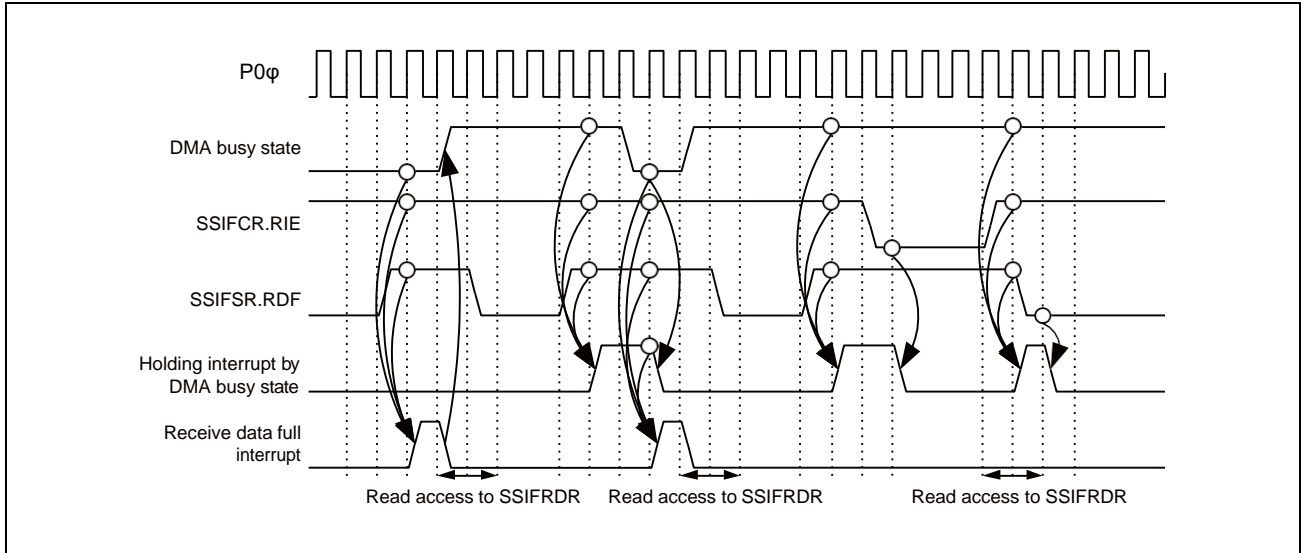 P0φ
DMA busy state
SSIFCR.RIE
SSIFSR.RDF
Holding interrupt by
DMA busy state
Receive data full
interrupt
Read access to SSIFRDR
Read access to SSIFRDR
Read access to SSIFRDR